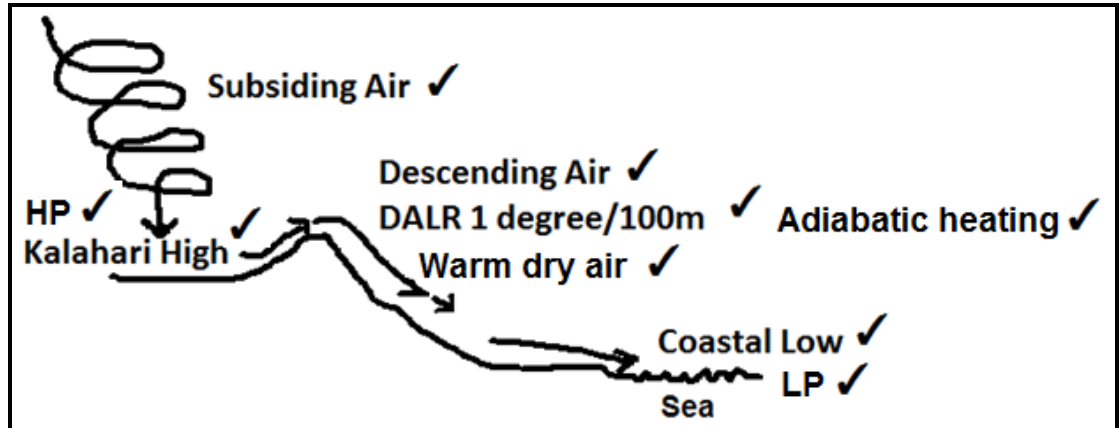 Subsiding Air ✓
Descending Air ✓
HP ✓
DALR 1 degree/100m ✓ Adiabatic heating ✓
Kalahari High ✓
Warm dry air ✓
Coastal Low ✓
LP ✓
Sea